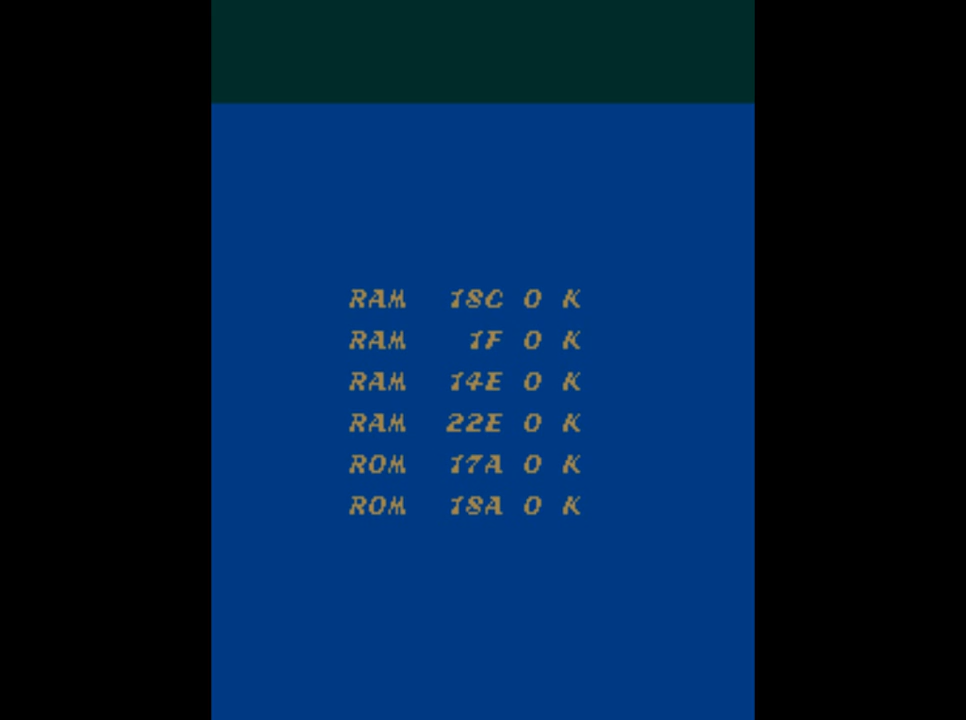 RAM 18C O K
RAM 1F O K
RAM 14E O K
RAM 22E O K
ROM 17A O K
ROM 18A O K